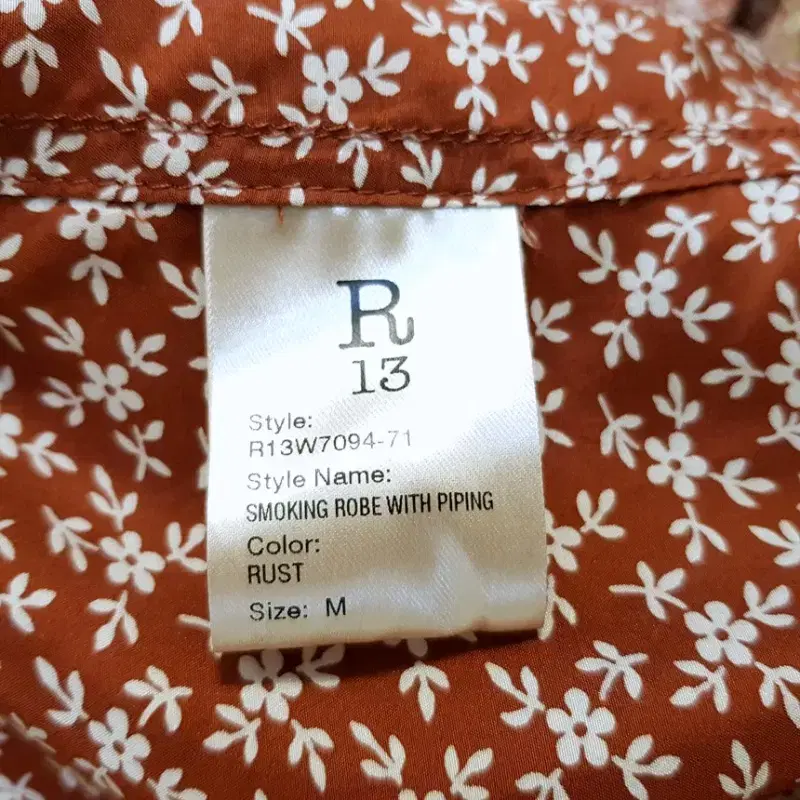 R
13
Style:
R13W7094-71
Style Name:
SMOKING ROBE WITH PIPING
Color:
RUST
Size: M